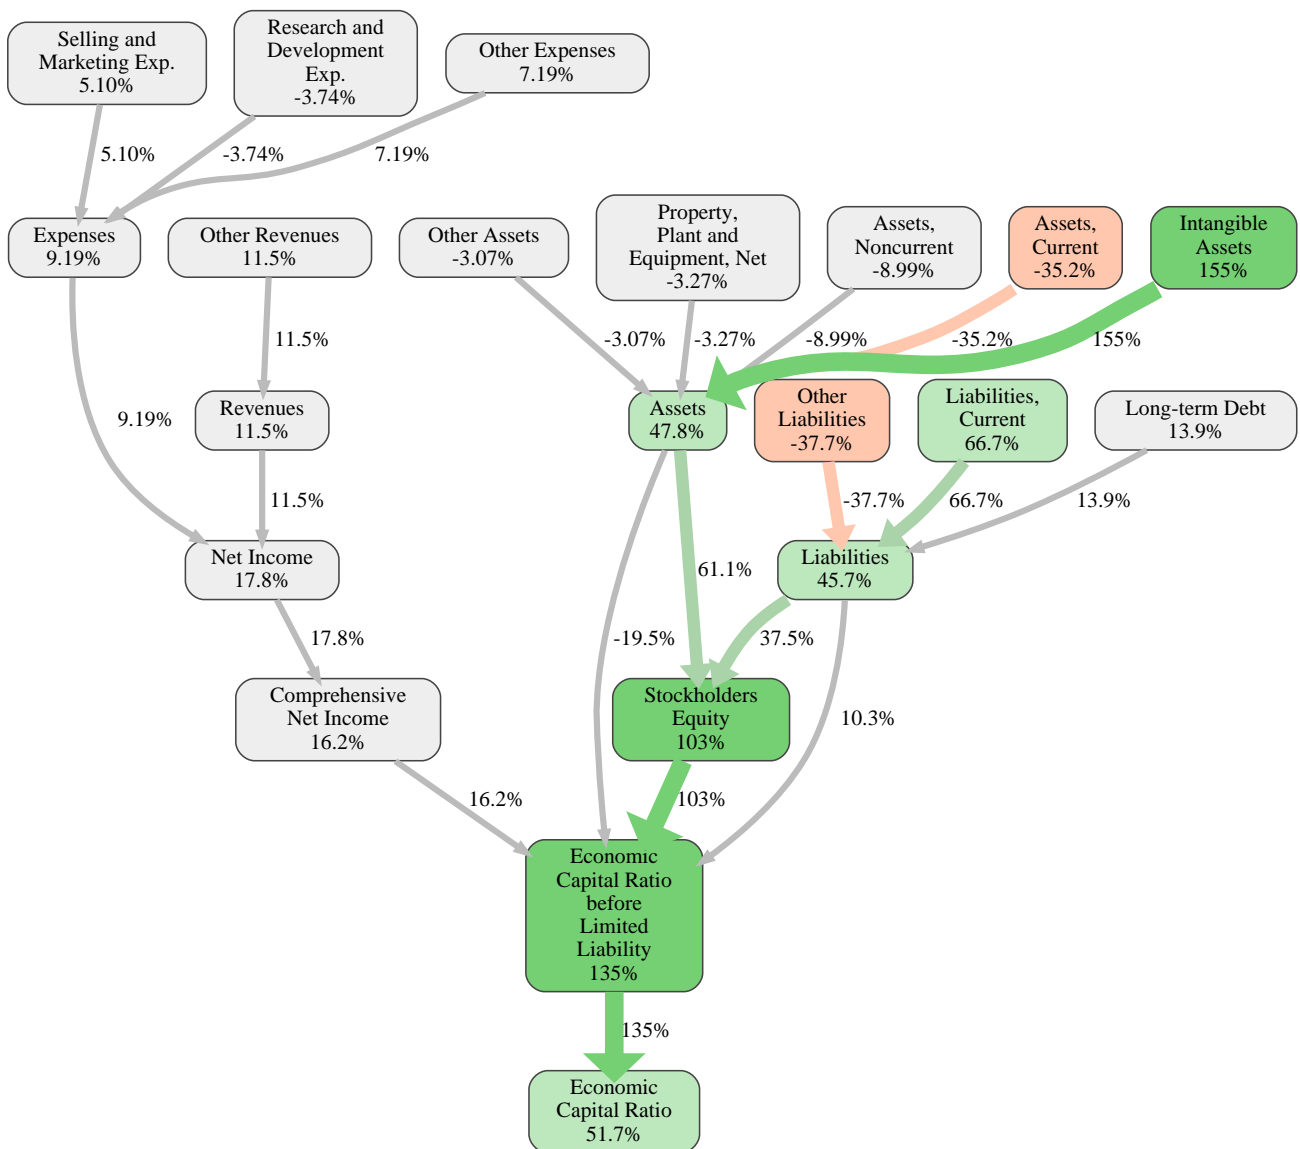 Selling and
Marketing Exp.
5.10%
Research and
Development
Exp.
-3.74%
Other Expenses
7.19%
5.10%
-3.74%
7.19%
Expenses
9.19%
Other Revenues
11.5%
Other Assets
-3.07%
Property,
Plant and
Equipment, Net
-3.27%
Assets,
Noncurrent
-8.99%
Assets,
Current
-35.2%
Intangible
Assets
155%
11.5%
-3.07%
-3.27%
-8.99%
-35.2%
155%
9.19%
Revenues
11.5%
Assets
47.8%
Other
Liabilities
-37.7%
Liabilities,
Current
66.7%
Long-term Debt
13.9%
11.5%
-37.7%
66.7%
13.9%
Net Income
17.8%
61.1%
Liabilities
45.7%
17.8%
-19.5%
37.5%
Comprehensive
Net Income
16.2%
Stockholders
Equity
103%
10.3%
16.2%
103%
Economic
Capital Ratio
before
Limited
Liability
135%
135%
Economic
Capital Ratio
51.7%